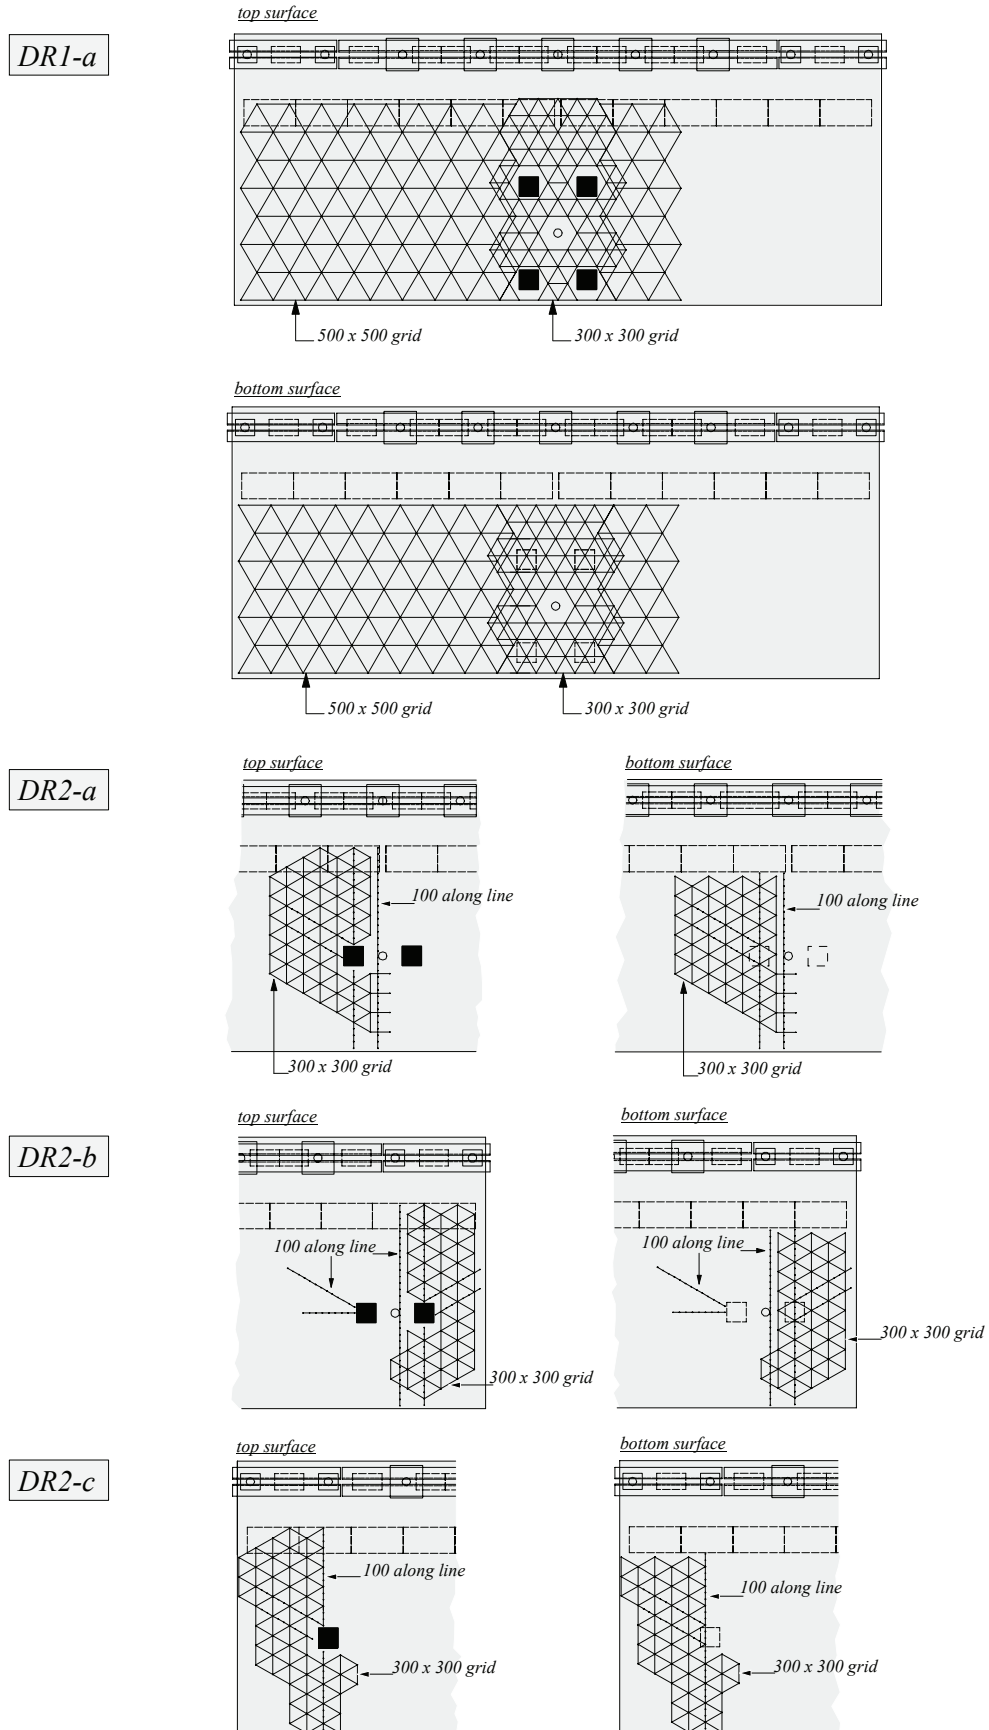 top surface
DR1-a
500 x 500 grid
300 x 300 grid
bottom surface
500 x 500 grid
300 x 300 grid
DR2-a
top surface
bottom surface
100 along line
100 along line
300 x 300 grid
300 x 300 grid
DR2-b
top surface
bottom surface
100 along line
100 along line
300 x 300 grid
300 x 300 grid
DR2-c
top surface
bottom surface
100 along line
100 along line
300 x 300 grid
300 x 300 grid